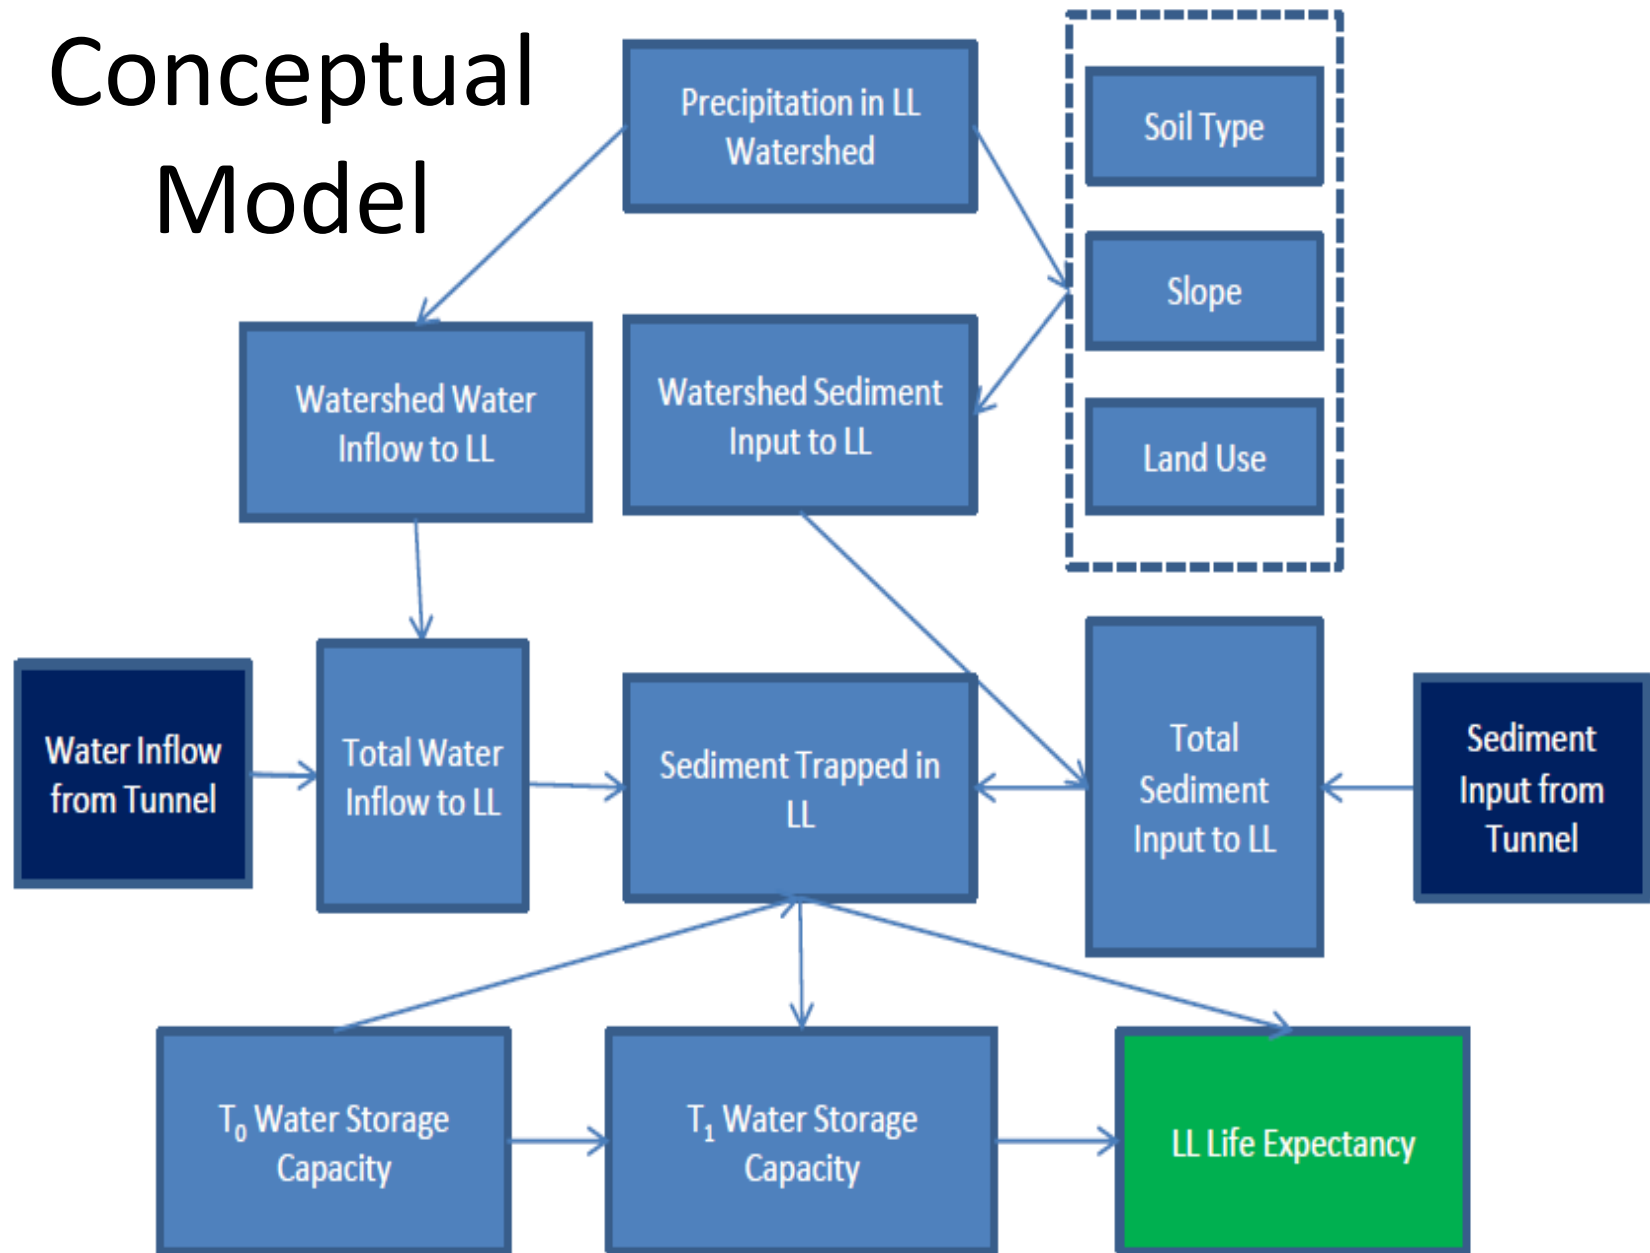 Conceptual
Model
Precipitation in LL
Watershed
Soil Type
Slope
Land Use
Watershed Water
Inflow to LL
Watershed Sediment
Input to LL
Water Inflow
from Tunnel
Total Water
Inflow to LL
Sediment Trapped in
LL
Total
Sediment
Input to LL
Sediment
Input from
Tunnel
T₀ Water Storage
Capacity
T₁ Water Storage
Capacity
LL Life Expectancy